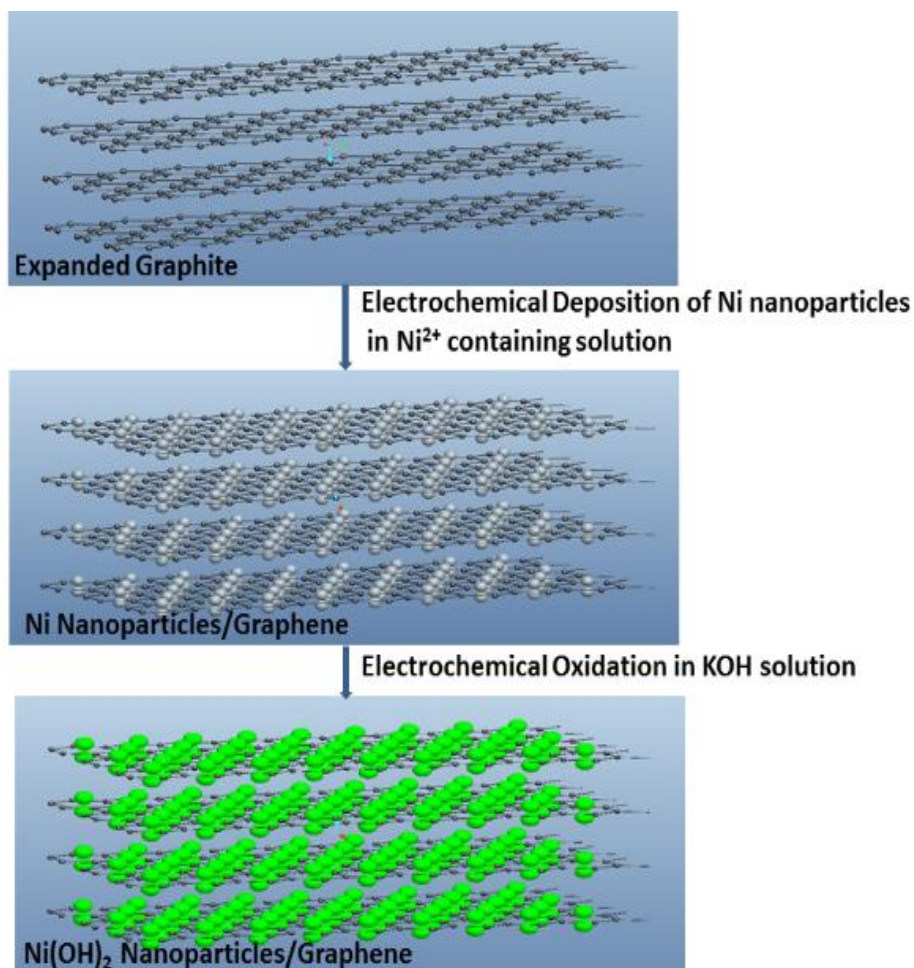 Expanded Graphite
Electrochemical Deposition of Ni nanoparticles
in Ni²⁺ containing solution
Ni Nanoparticles/Graphene
Electrochemical Oxidation in KOH solution
Ni(OH)₂ Nanoparticles/Graphene